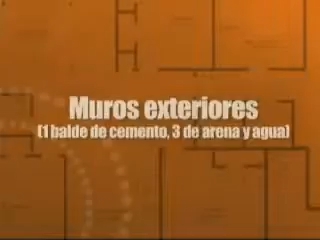 Muros exteriores
(1 balde de cemento, 3 de arena y agua)